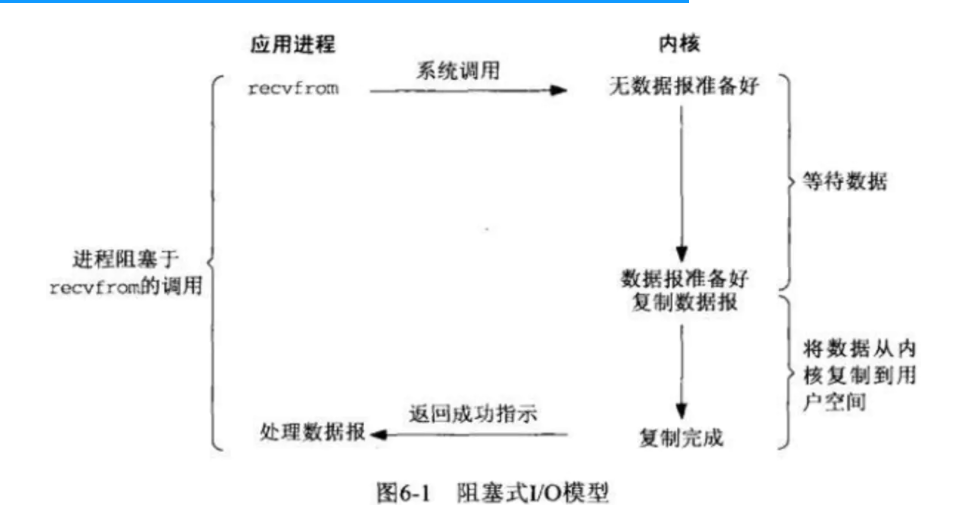 应用进程
内核
recvfrom
系统调用
无数据报准备好
等待数据
进程阻塞于
recvfrom的调用
数据报准备好
复制数据报
将数据从内
核复制到用
户空间
处理数据报
返回成功指示
复制完成
图6-1 阻塞式I/O模型